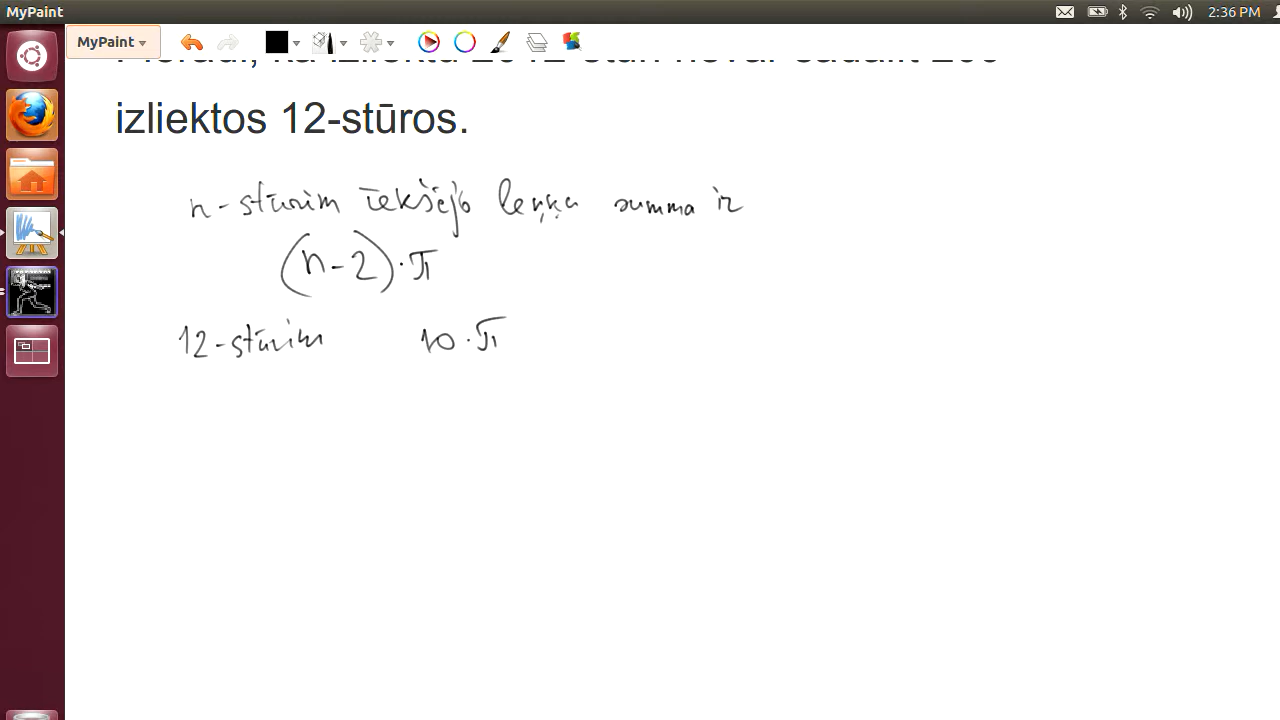 MyPaint
2:36 PM
MyPaint
izliektos 12-stūros.
n-stūrim iekšējo leņķu summa ir
(n-2)·π
12-stūrim 10·π